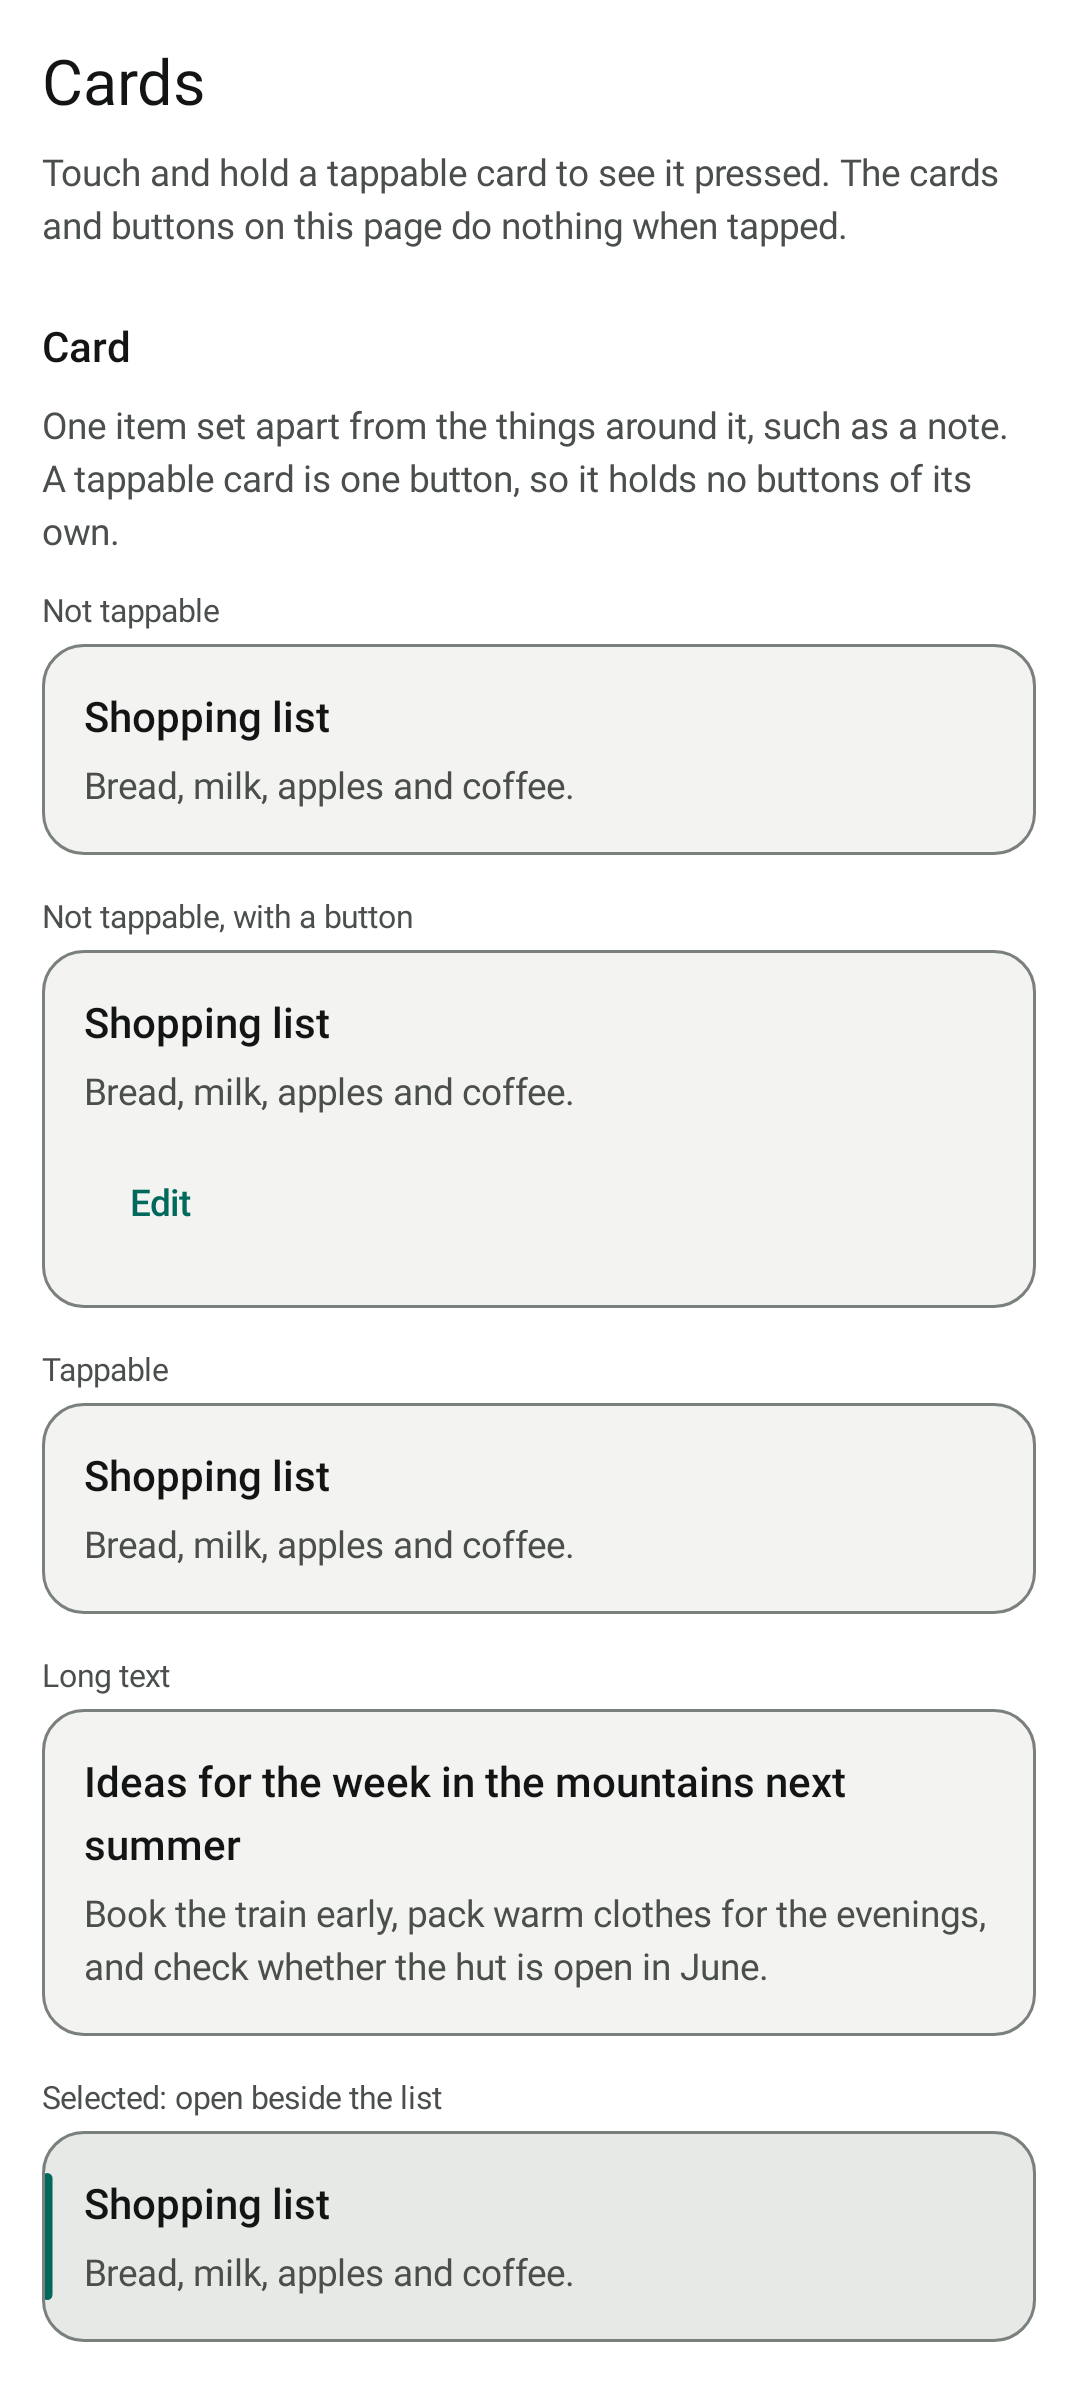 Cards
Touch and hold a tappable card to see it pressed. The cards
and buttons on this page do nothing when tapped.
Card
One item set apart from the things around it, such as a note.
A tappable card is one button, so it holds no buttons of its
own.
Not tappable
Shopping list
Bread, milk, apples and coffee.
Not tappable, with a button
Shopping list
Bread, milk, apples and coffee.
Edit
Tappable
Shopping list
Bread, milk, apples and coffee.
Long text
Ideas for the week in the mountains next
summer
Book the train early, pack warm clothes for the evenings,
and check whether the hut is open in June.
Selected: open beside the list
Shopping list
Bread, milk, apples and coffee.